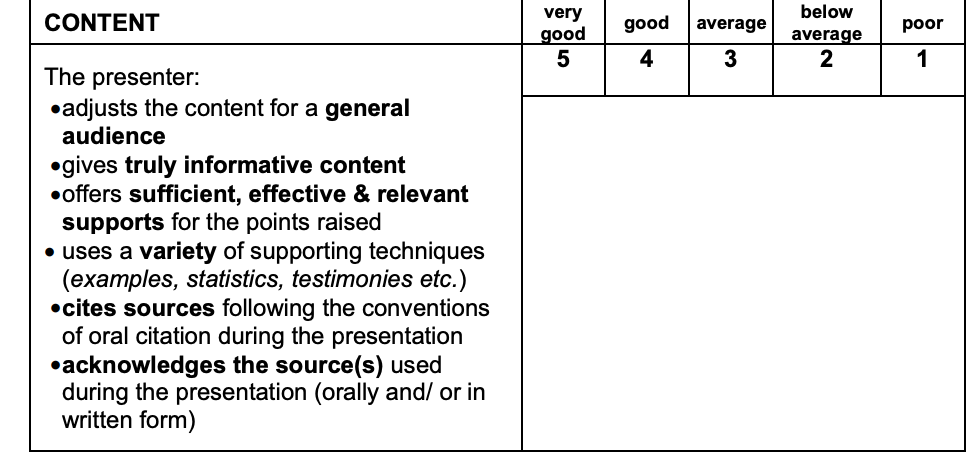 CONTENT
very good
good
average
below average
poor
5
4
3
2
1
The presenter:
•adjusts the content for a general
audience
•gives truly informative content
•offers sufficient, effective & relevant
supports for the points raised
• uses a variety of supporting techniques
(examples, statistics, testimonies etc.)
•cites sources following the conventions
of oral citation during the presentation
•acknowledges the source(s) used
during the presentation (orally and/ or in
written form)